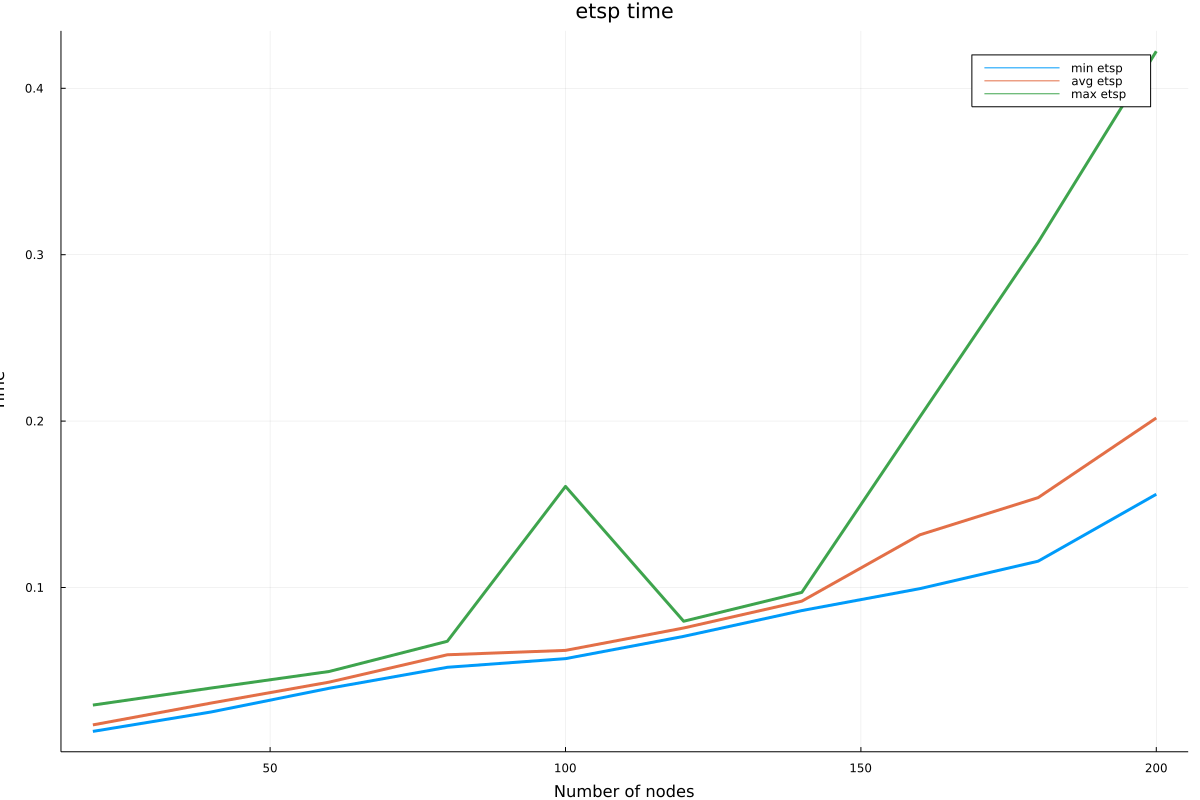 etsp time
min etsp
avg etsp
max etsp
0.4
0.3
0.2
0.1
50 100 150 200
Number of nodes